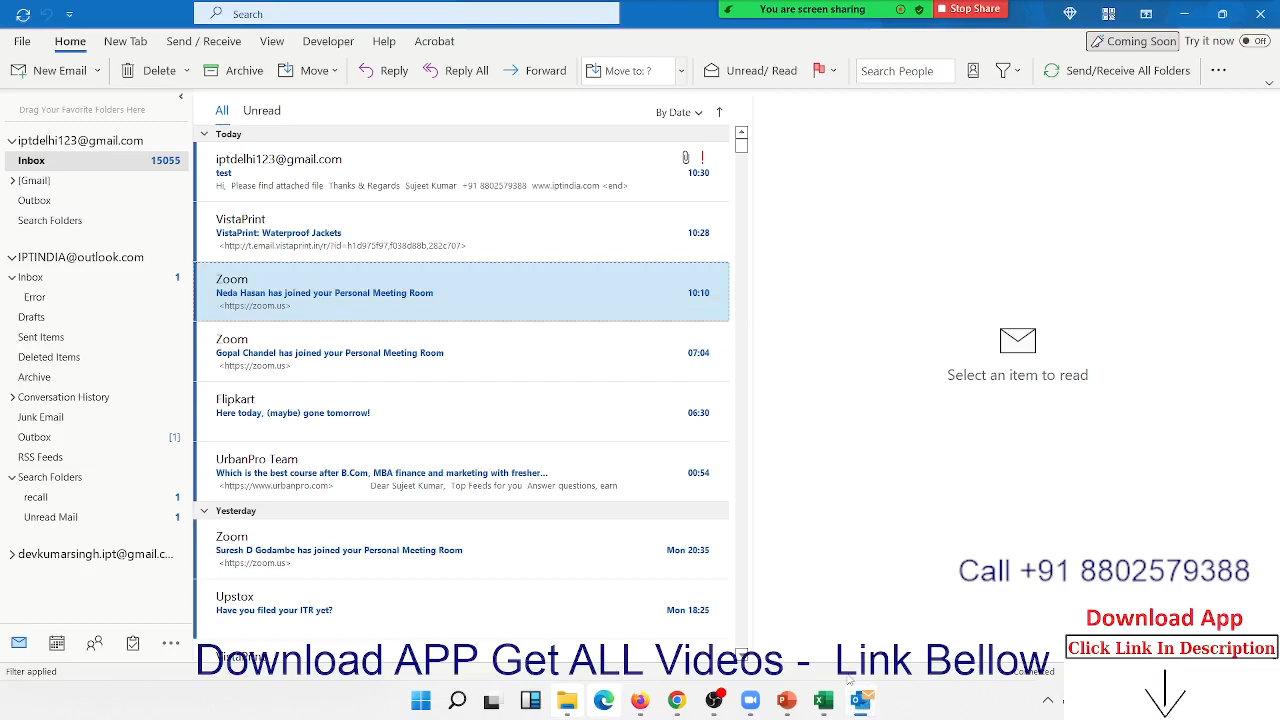 Search
You are screen sharing
Stop Share
File Home New Tab Send / Receive View Developer Help Acrobat
Coming Soon Try it now Off
New Email Delete Archive Move Reply Reply All Forward Move to: ? Unread/ Read Search People Send/Receive All Folders
Drag Your Favorite Folders Here
iptdelhi123@gmail.com
Inbox 15055
[Gmail]
Outbox
Search Folders
IPTINDIA@outlook.com
Inbox 1
Error
Drafts
Sent Items
Deleted Items
Archive
Conversation History
Junk Email
Outbox [1]
RSS Feeds
Search Folders
recall 1
Unread Mail 1
devkumarsingh.ipt@gmail.c...
Filter applied
All Unread By Date
Today
iptdelhi123@gmail.com
test 10:30
Hi, Please find attached file Thanks & Regards Sujeet Kumar +91 8802579388 www.iptindia.com <end>
VistaPrint
VistaPrint: Waterproof Jackets 10:28
<http://t.email.vistaprint.in/r/?id=h1d975f97,f038d88b,282c707>
Zoom
Neda Hasan has joined your Personal Meeting Room 10:10
<https://zoom.us>
Zoom
Gopal Chandel has joined your Personal Meeting Room 07:04
<https://zoom.us>
Flipkart
Here today, (maybe) gone tomorrow! 06:30
UrbanPro Team
Which is the best course after B.Com, MBA finance and marketing with fresher... 00:54
<https://www.urbanpro.com> Dear Sujeet Kumar, Top Feeds for you Answer questions, earn
Yesterday
Zoom
Suresh D Godambe has joined your Personal Meeting Room Mon 20:35
<https://zoom.us>
Upstox
Have you filed your ITR yet? Mon 18:25
VistaPrint
Select an item to read
Call +91 8802579388
Download App
Click Link In Description
Download APP Get ALL Videos - Link Bellow